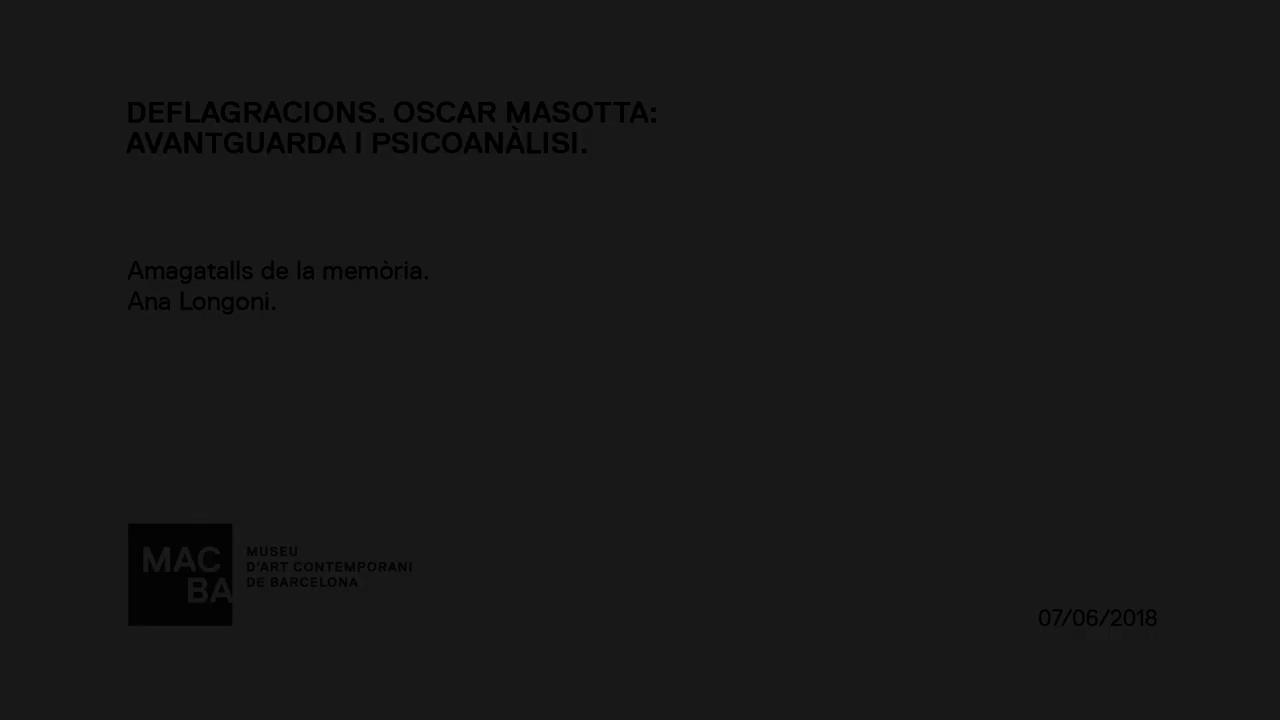 DEFLAGRACIONS. OSCAR MASOTTA:
AVANTGUARDA I PSICOANÀLISI.
Amagatalls de la memòria.
Ana Longoni.
MAC
BA
MUSEU
D'ART CONTEMPORANI
DE BARCELONA
07/06/2018